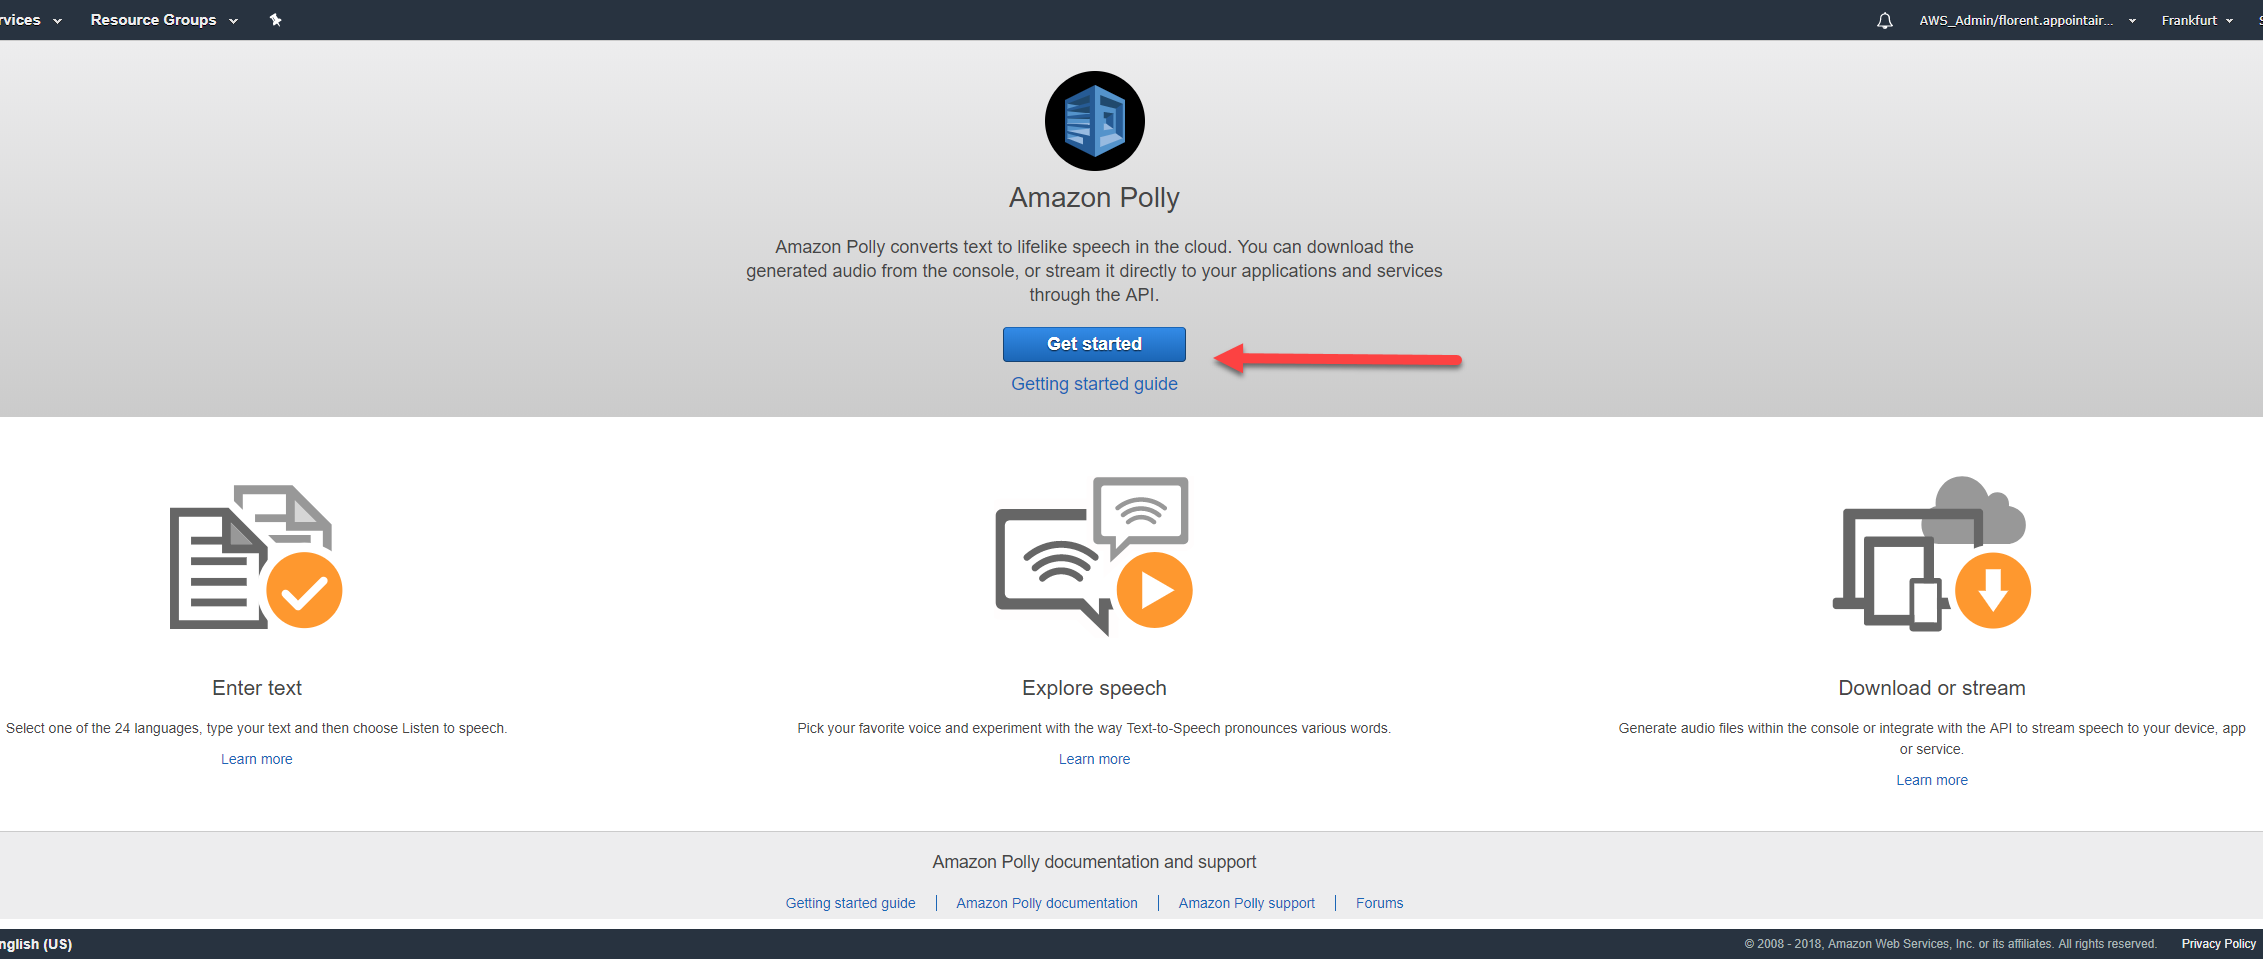 rvices
Resource Groups
AWS_Admin/florent.appointair...
Frankfurt
S
Amazon Polly
Amazon Polly converts text to lifelike speech in the cloud. You can download the
generated audio from the console, or stream it directly to your applications and services
through the API.
Get started
Getting started guide
Enter text
Select one of the 24 languages, type your text and then choose Listen to speech.
Learn more
Explore speech
Pick your favorite voice and experiment with the way Text-to-Speech pronounces various words.
Learn more
Download or stream
Generate audio files within the console or integrate with the API to stream speech to your device, app
or service.
Learn more
Amazon Polly documentation and support
Getting started guide
Amazon Polly documentation
Amazon Polly support
Forums
nglish (US)
© 2008 - 2018, Amazon Web Services, Inc. or its affiliates. All rights reserved.
Privacy Policy